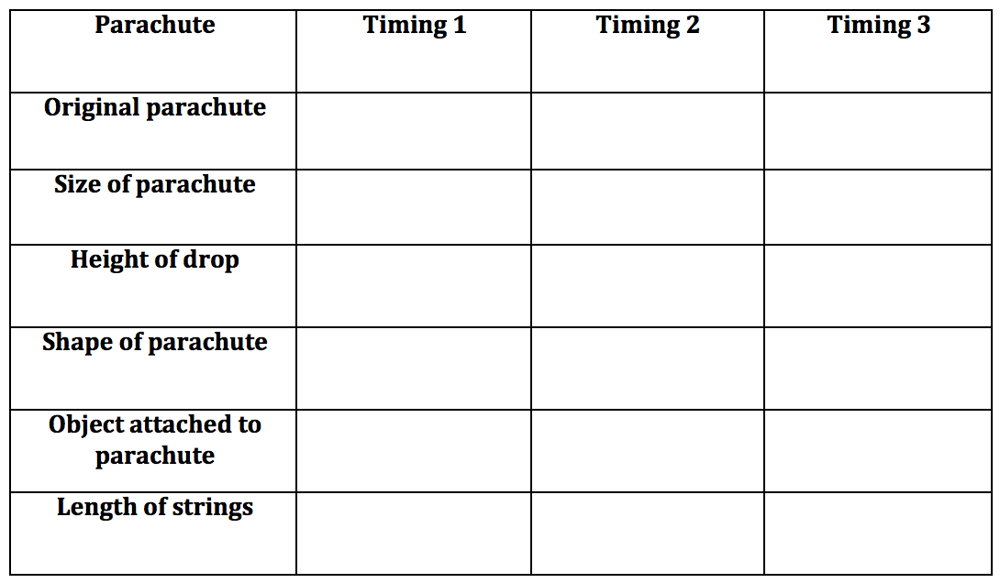 Parachute Timing 1 Timing 2 Timing 3
Original parachute
Size of parachute
Height of drop
Shape of parachute
Object attached to
parachute
Length of strings